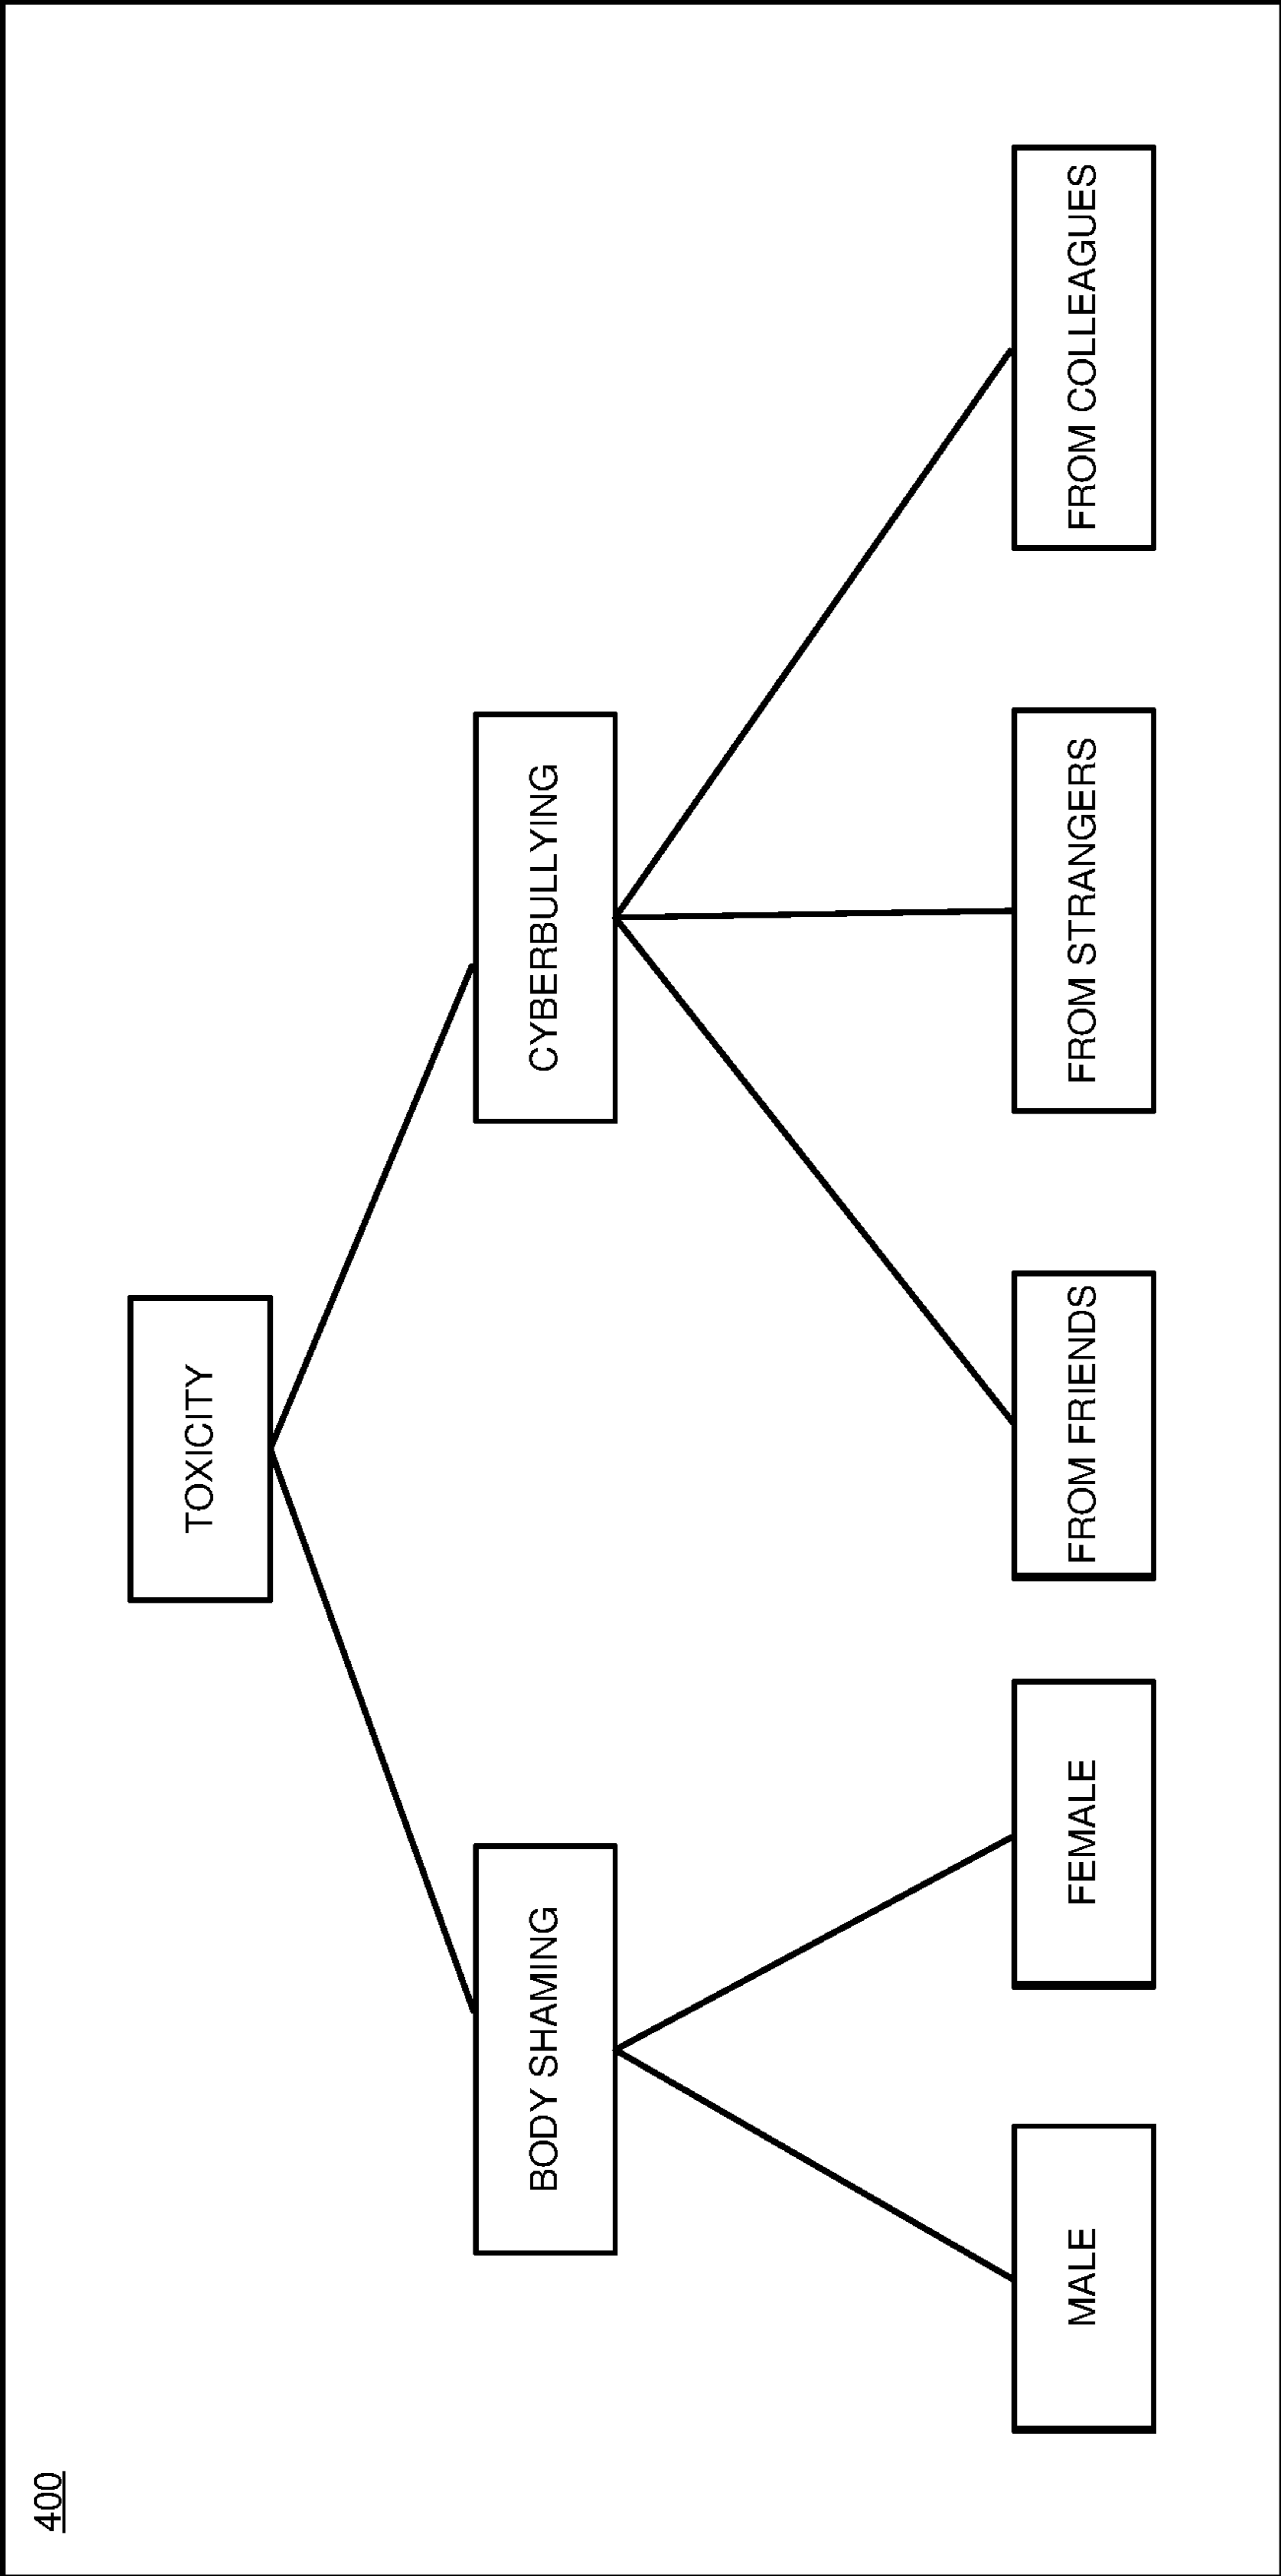 400
TOXICITY
BODY SHAMING
CYBERBULLYING
MALE
FEMALE
FROM FRIENDS
FROM STRANGERS
FROM COLLEAGUES